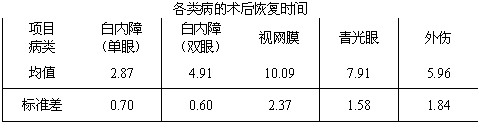 各类病的术后恢复时间
项目 白内障 白内障 视网膜 青光眼 外伤
病类 (单眼) (双眼)
均值 2.87 4.91 10.09 7.91 5.96
标准差 0.70 0.60 2.37 1.58 1.84